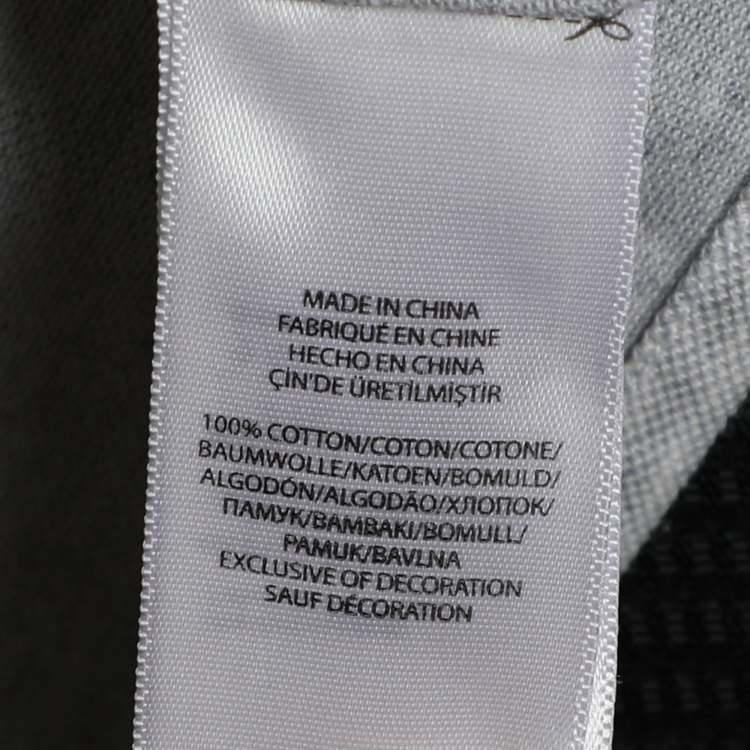 MADE IN CHINA
FABRIQUÉ EN CHINE
HECHO EN CHINA
ÇİN'DE ÜRETİLMİŞTİR
100% COTTON/COTON/COTONE/
BAUMWOLLE/KATOEN/BOMULD/
ALGODÓN/ALGODÃO/ХЛОПОК/
ПАМУК/ΒΑΜΒΑΚΙ/BOMULL/
PAMUK/BAVLNA
EXCLUSIVE OF DECORATION
SAUF DÉCORATION